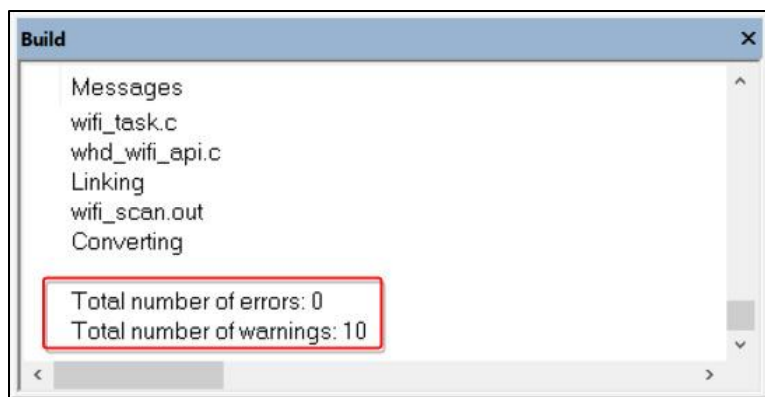 Build
Messages
wifi_task.c
whd_wifi_api.c
Linking
wifi_scan.out
Converting
Total number of errors: 0
Total number of warnings: 10